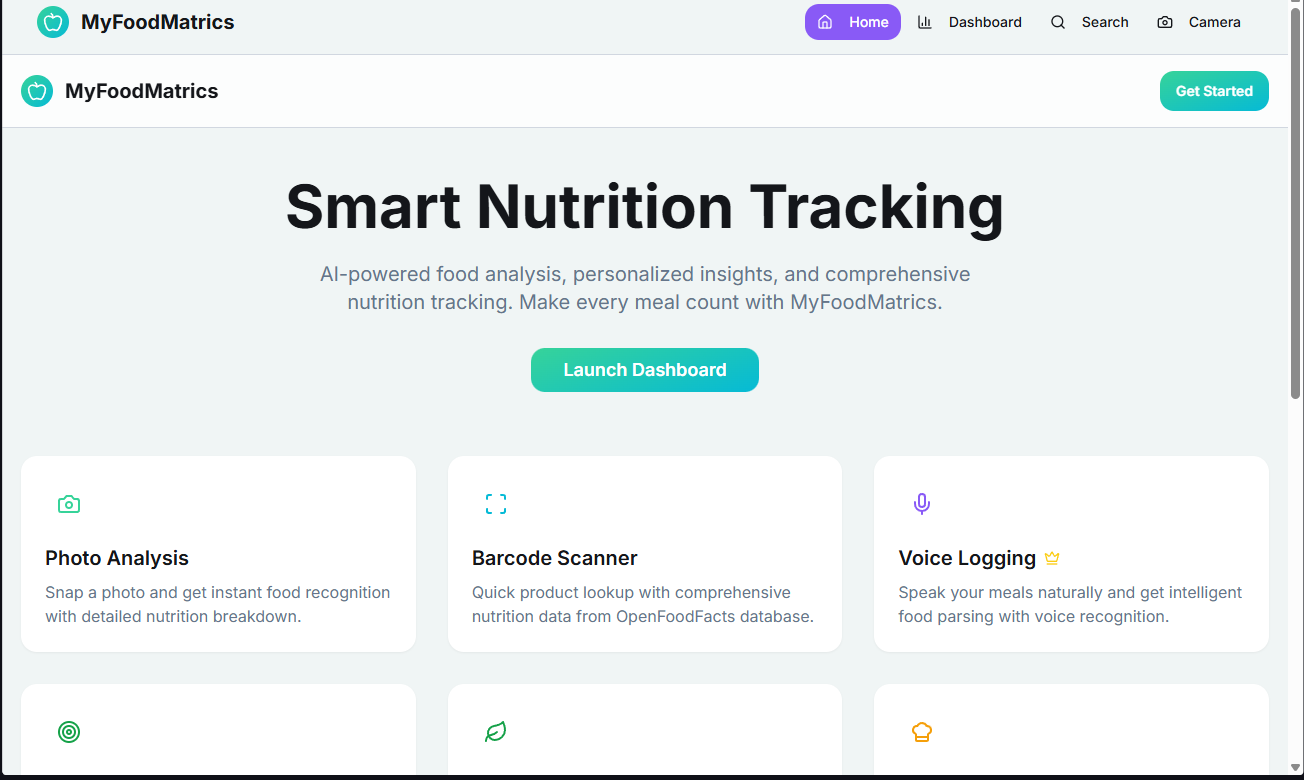 MyFoodMatrics
Home
Dashboard
Search
Camera
MyFoodMatrics
Get Started
Smart Nutrition Tracking
AI-powered food analysis, personalized insights, and comprehensive
nutrition tracking. Make every meal count with MyFoodMatrics.
Launch Dashboard
Photo Analysis
Snap a photo and get instant food recognition
with detailed nutrition breakdown.
Barcode Scanner
Quick product lookup with comprehensive
nutrition data from OpenFoodFacts database.
Voice Logging
Speak your meals naturally and get intelligent
food parsing with voice recognition.